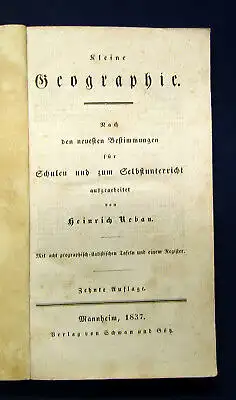 Kleine
Geographie.
Nach
den neuesten Bestimmungen
für
Schulen und zum Selbstunterricht
ausgearbeitet
von
Heinrich Urban.
Mit acht geographisch-statistischen Tafeln und einem Register.
Zehnte Auflage.
Mannheim, 1837.
Verlag von Schwan und Götz.